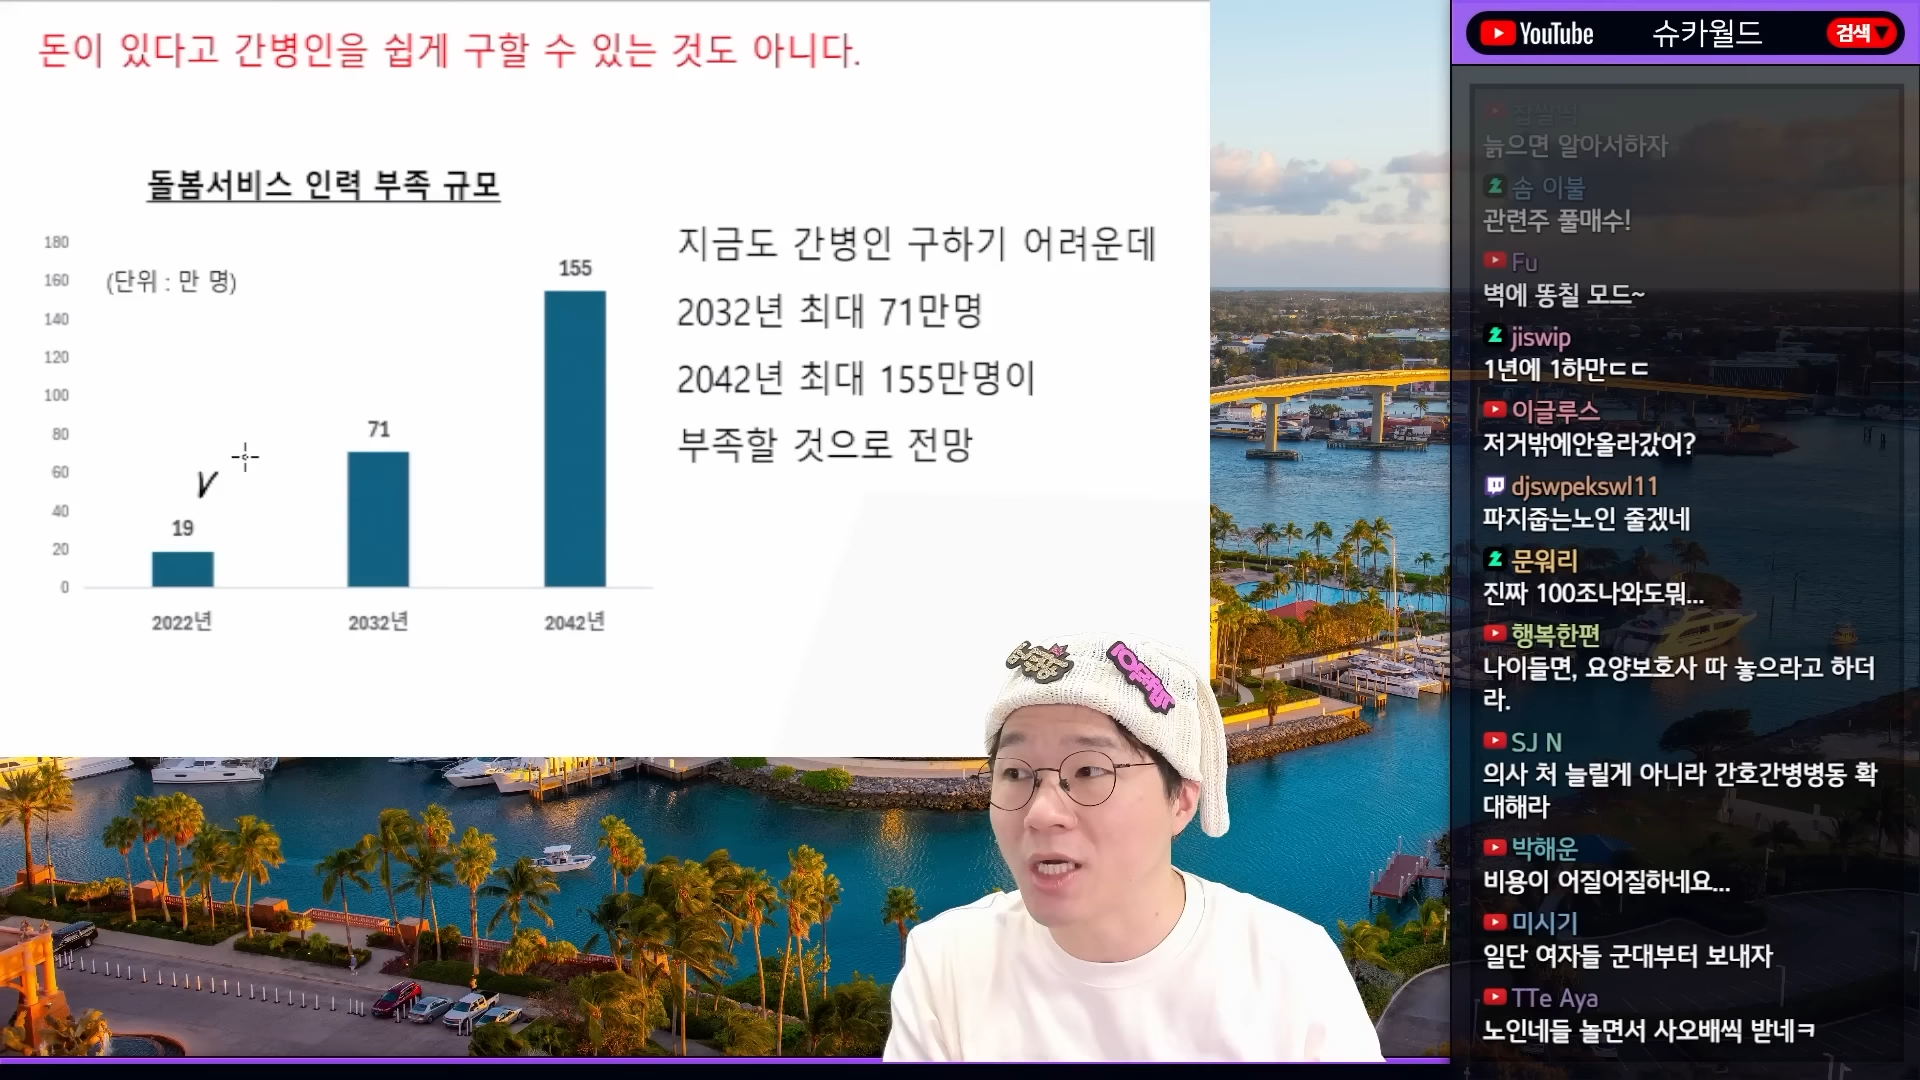 돈이 있다고 간병인을 쉽게 구할 수 있는 것도 아니다.
돌봄서비스 인력 부족 규모
(단위 : 만 명)
180
160
140
120
100
80
60
40
20
0
19
71
155
2022년
2032년
2042년
지금도 간병인 구하기 어려운데
2032년 최대 71만명
2042년 최대 155만명이
부족할 것으로 전망
YouTube 슈카월드 검색
늙으면 알아서하자
솜 이불
관련주 풀매수!
Fu
벽에 똥칠 모드~
jiswip
1년에 1하만ㄷㄷ
이글루스
저거밖에안올라갔어?
djswpekswl11
파지줍는노인 줄겠네
문워리
진짜 100조나와도뭐...
행복한편
나이들면, 요양보호사 따 놓으라고 하더
라.
SJ N
의사 처 늘릴게 아니라 간호간병병동 확
대해라
박해운
비용이 어질어질하네요...
미시기
일단 여자들 군대부터 보내자
TTe Aya
노인네들 놀면서 사오배씩 받네ㅋ